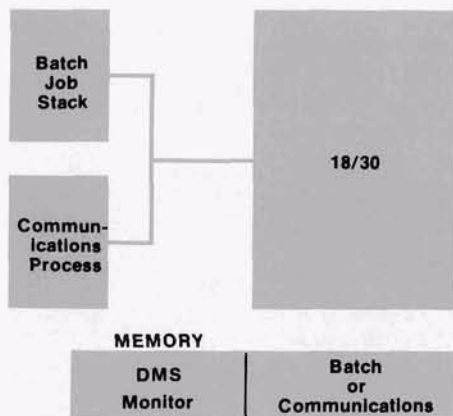 Batch
Job
Stack
18/30
Commun-
ications
Process
MEMORY
DMS
Monitor
Batch
or
Communications